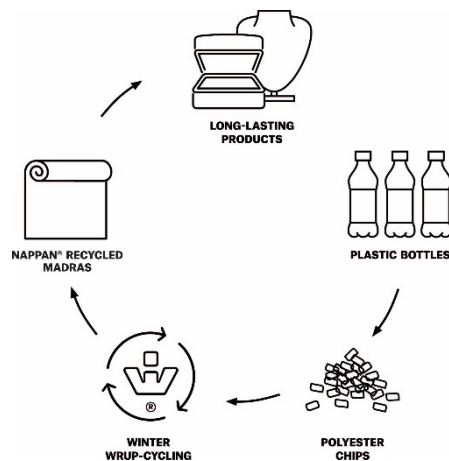 LONG-LASTING
PRODUCTS
NAPPAN® RECYCLED
MADRAS
PLASTIC BOTTLES
®
WINTER
WRUP-CYCLING
POLYESTER
CHIPS